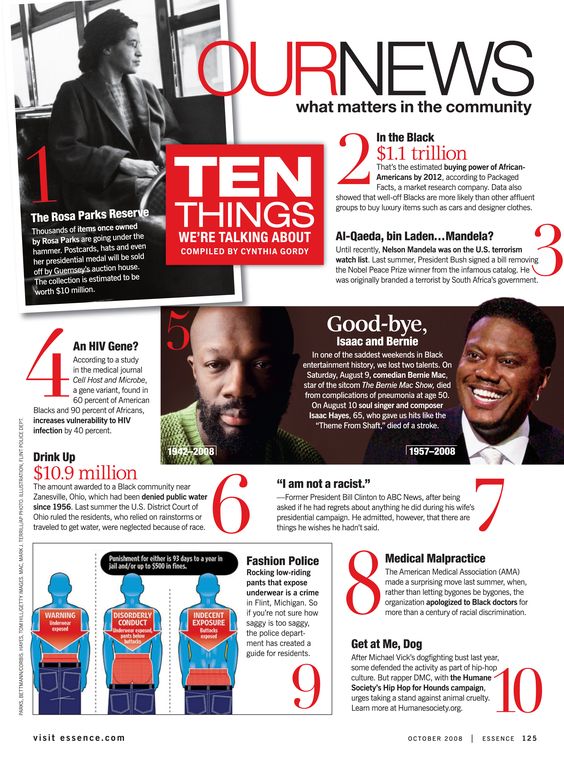 OURNEWS
what matters in the community
TEN
THINGS
WE'RE TALKING ABOUT
COMPILED BY CYNTHIA GORDY
1
The Rosa Parks Reserve
Thousands of items once owned
by Rosa Parks are going under the
hammer. Postcards, hats and even
her presidential medal will be sold
off by Guernsey's auction house.
The collection is estimated to be
worth $10 million.
2
In the Black
$1.1 trillion
That's the estimated buying power of African-
Americans by 2012, according to Packaged
Facts, a market research company. Data also
showed that well-off Blacks are more likely than other affluent
groups to buy luxury items such as cars and designer clothes.
3
Al-Qaeda, bin Laden...Mandela?
Until recently, Nelson Mandela was on the U.S. terrorism
watch list. Last summer, President Bush signed a bill removing
the Nobel Peace Prize winner from the infamous catalog. He
was originally branded a terrorist by South Africa's government.
4
An HIV Gene?
According to a study
in the medical journal
Cell Host and Microbe,
a gene variant, found in
60 percent of American
Blacks and 90 percent of Africans,
increases vulnerability to HIV
infection by 40 percent.
5
Good-bye,
Isaac and Bernie
In one of the saddest weekends in Black
entertainment history, we lost two talents. On
Saturday, August 9, comedian Bernie Mac,
star of the sitcom The Bernie Mac Show, died
from complications of pneumonia at age 50.
On August 10 soul singer and composer
Isaac Hayes, 65, who gave us hits like the
"Theme From Shaft," died of a stroke.
1942–2008
1957–2008
Drink Up
$10.9 million
The amount awarded to a Black community near
Zanesville, Ohio, which had been denied public water
since 1956. Last summer the U.S. District Court of
Ohio ruled the residents, who relied on rainstorms or
traveled to get water, were neglected because of race.
6
"I am not a racist."
—Former President Bill Clinton to ABC News, after being
asked if he had regrets about anything he did during his wife's
presidential campaign. He admitted, however, that there are
things he wishes he hadn't said.
7
8
Medical Malpractice
The American Medical Association (AMA)
made a surprising move last summer, when,
rather than letting bygones be bygones, the
organization apologized to Black doctors for
more than a century of racial discrimination.
Punishment for either is 93 days to a year in
jail and/or up to $500 in fines.
WARNING
Underwear
exposed
DISORDERLY
CONDUCT
Underwear exposed,
pants below
buttocks
INDECENT
EXPOSURE
Buttocks
exposed
Fashion Police
Rocking low-riding
pants that expose
underwear is a crime
in Flint, Michigan. So
if you're not sure how
saggy is too saggy,
the police depart-
ment has created a
guide for residents.
9
Get at Me, Dog
After Michael Vick's dogfighting bust last year,
some defended the activity as part of hip-hop
culture. But rapper DMC, with the Humane
Society's Hip Hop for Hounds campaign,
urges taking a stand against animal cruelty.
Learn more at Humanesociety.org.
10
visit essence.com
OCTOBER 2008 | ESSENCE 125